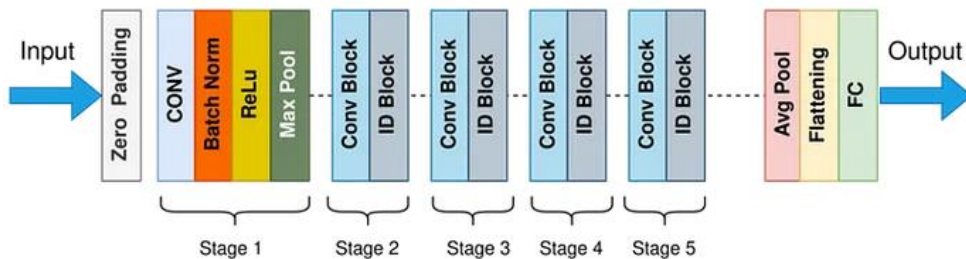 Input
Zero Padding
CONV
Batch Norm
ReLu
Max Pool
Conv Block
ID Block
Conv Block
ID Block
Conv Block
ID Block
Conv Block
ID Block
Avg Pool
Flattening
FC
Output
Stage 1
Stage 2
Stage 3
Stage 4
Stage 5